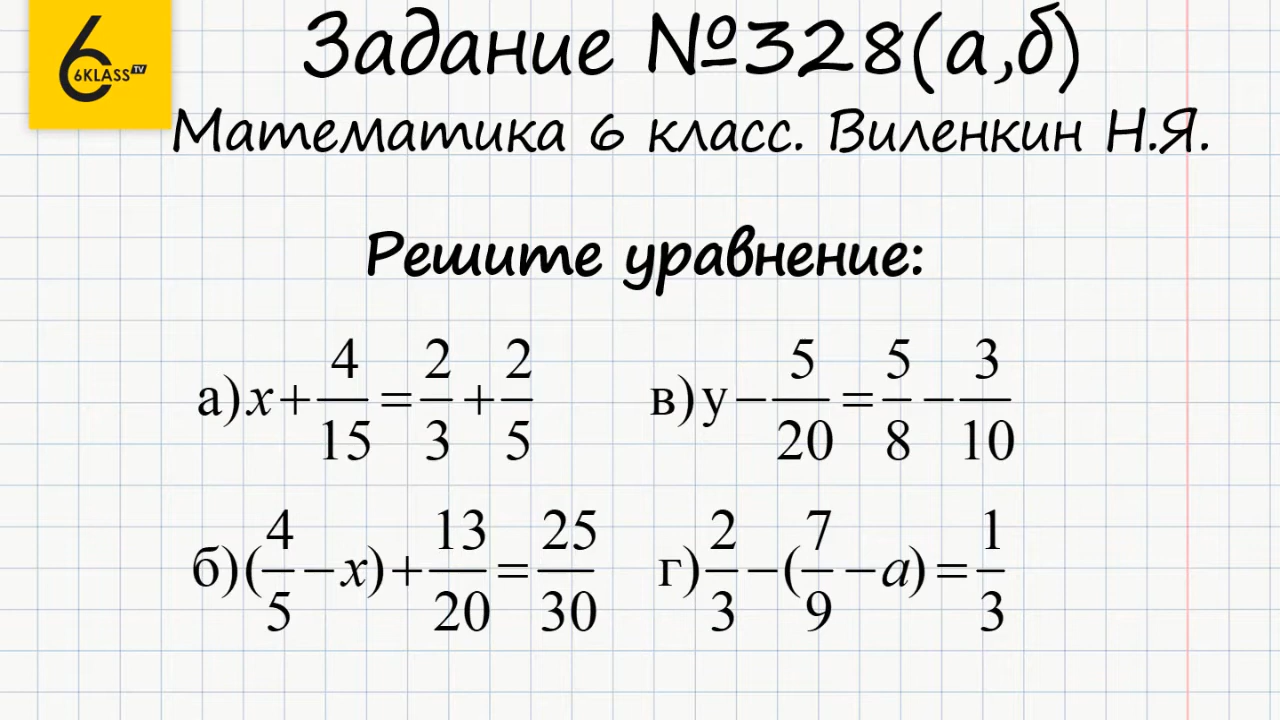 6KLASS TV
Задание №328(а,б)
Математика 6 класс. Виленкин Н.Я.
Решите уравнение:
а) x + 4/15 = 2/3 + 2/5
в) у − 5/20 = 5/8 − 3/10
б) (4/5 − x) + 13/20 = 25/30
г) 2/3 − (7/9 − a) = 1/3